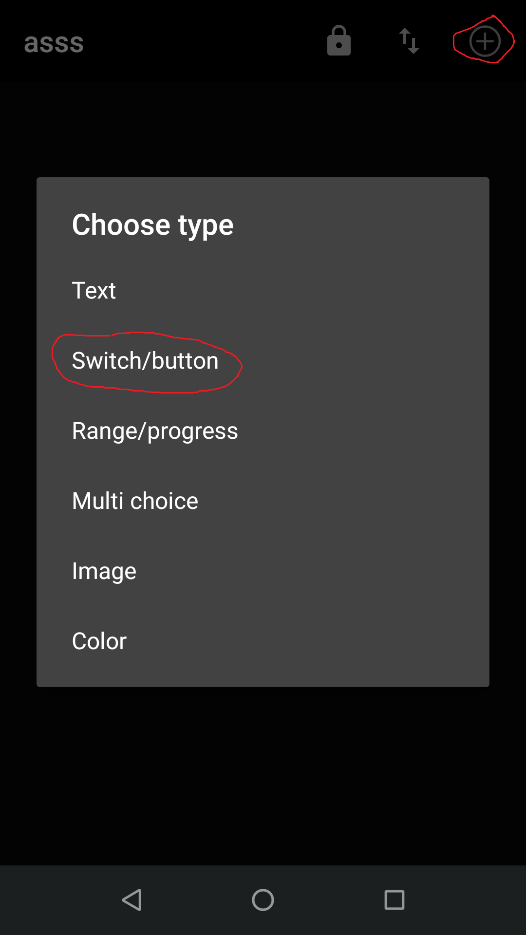 asss
Choose type
Text
Switch/button
Range/progress
Multi choice
Image
Color